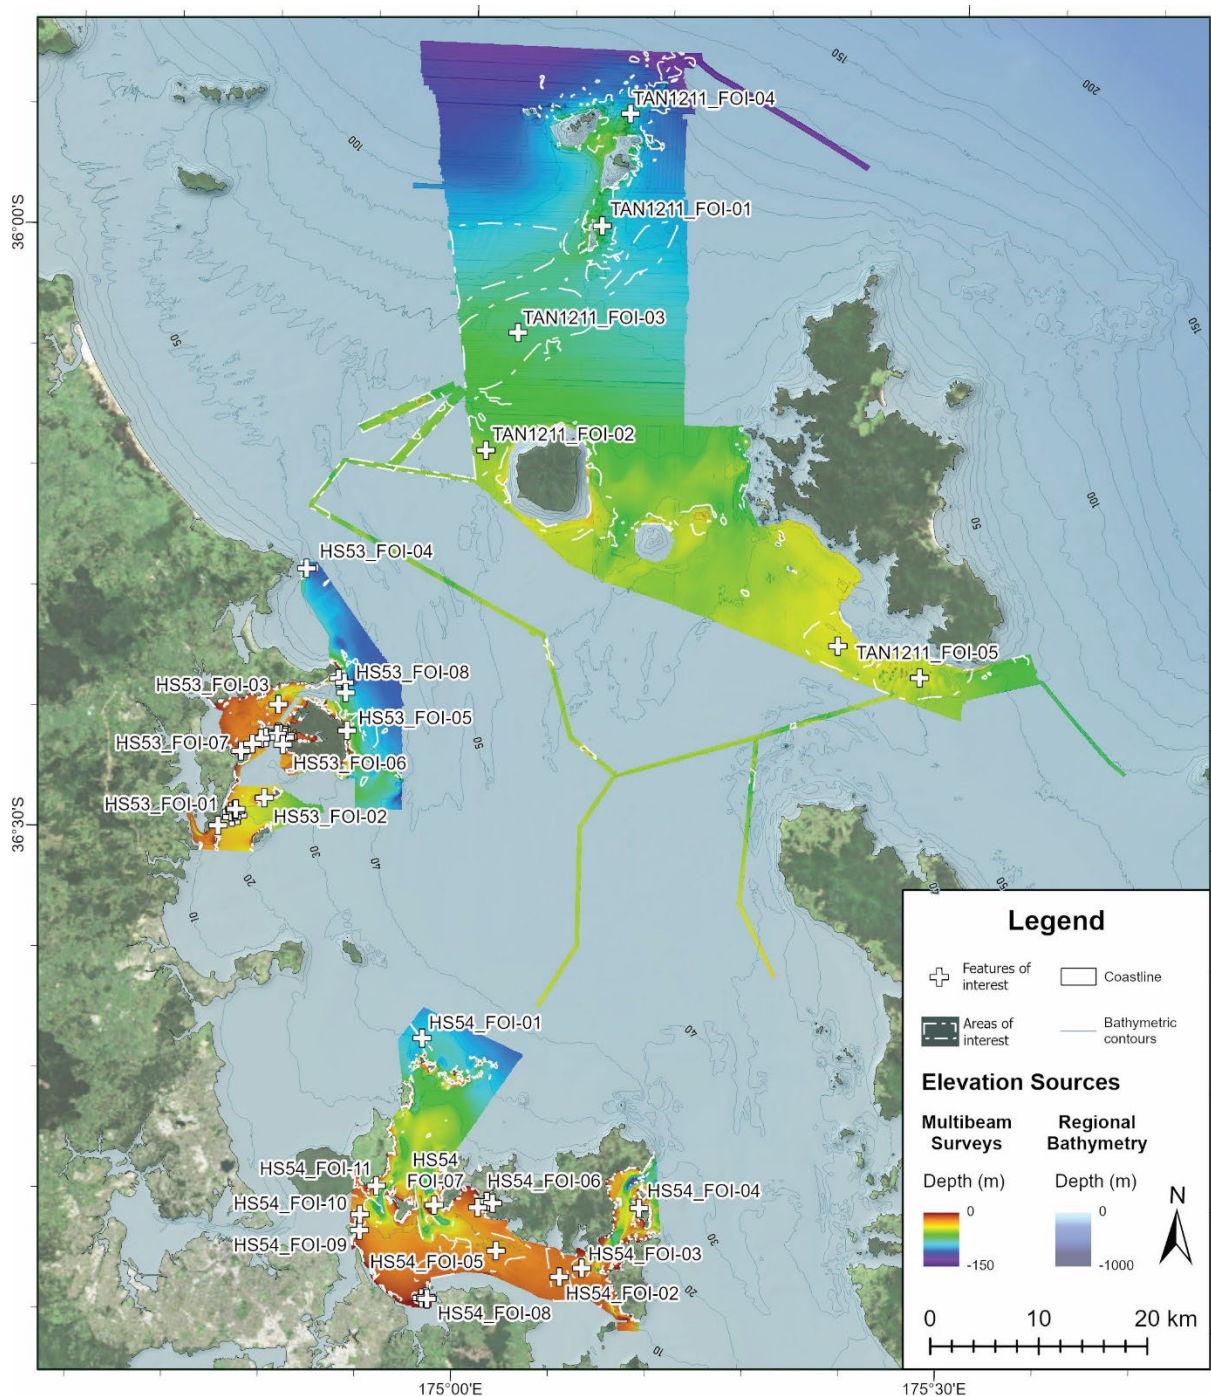 150
200
100
TAN1211_FOI-04
36°00'S
TAN1211_FOI-01
150
50
TAN1211_FOI-03
TAN1211_FOI-02
100
50
HS53_FOI-04
HS53_FOI-03
HS53_FOI-08
TAN1211_FOI-05
HS53_FOI-05
HS53_FOI-07
50
HS53_FOI-06
HS53_FOI-01
HS53_FOI-02
36°30'S
30
40
20
10
40
50
Legend
Features of
interest
Coastline
Areas of
interest
Bathymetric
contours
Elevation Sources
Multibeam
Surveys
Regional
Bathymetry
Depth (m)
Depth (m)
0
-150
0
-1000
N
0
10
20 km
HS54_FOI-01
40
HS54_FOI-11
HS54
FOI-07
HS54_FOI-06
HS54_FOI-04
HS54_FOI-10
HS54_FOI-09
30
HS54_FOI-05
HS54_FOI-03
HS54_FOI-02
20
HS54_FOI-08
10
175°00'E
175°30'E